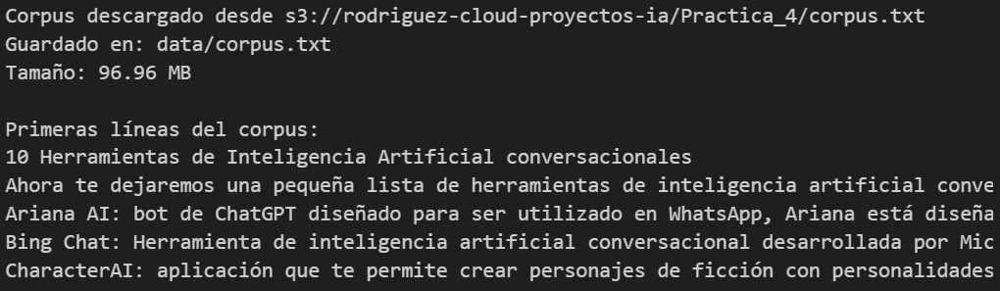 Corpus descargado desde s3://rodriguez-cloud-proyectos-ia/Practica_4/corpus.txt
Guardado en: data/corpus.txt
Tamaño: 96.96 MB
Primeras líneas del corpus:
10 Herramientas de Inteligencia Artificial conversacionales
Ahora te dejaremos una pequeña lista de herramientas de inteligencia artificial conve
Ariana AI: bot de ChatGPT diseñado para ser utilizado en WhatsApp, Ariana está diseña
Bing Chat: Herramienta de inteligencia artificial conversacional desarrollada por Mic
CharacterAI: aplicación que te permite crear personajes de ficción con personalidades